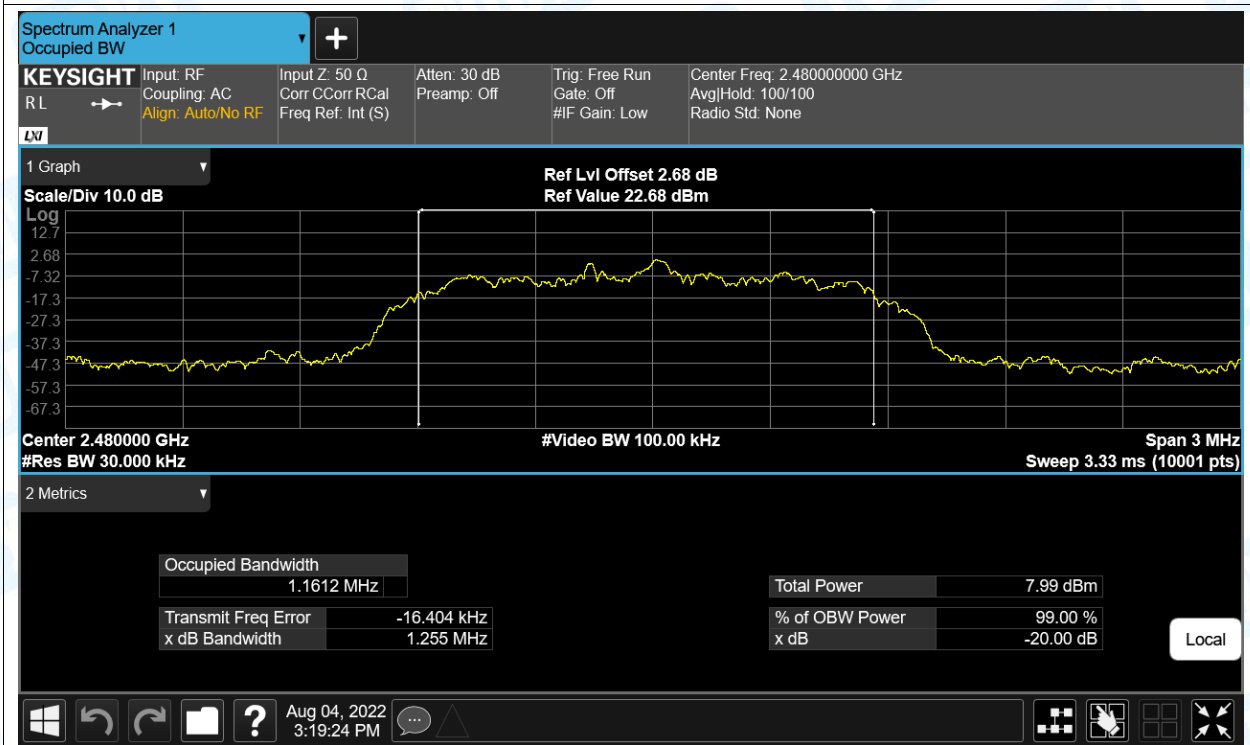 Spectrum Analyzer 1
Occupied BW
+
KEYSIGHT
RL
LXI
Input: RF
Coupling: AC
Align: Auto/No RF
Input Z: 50 Ω
Corr CCorr RCal
Freq Ref: Int (S)
Atten: 30 dB
Preamp: Off
Trig: Free Run
Gate: Off
#IF Gain: Low
Center Freq: 2.480000000 GHz
Avg|Hold: 100/100
Radio Std: None
1 Graph
Scale/Div 10.0 dB
Ref Lvl Offset 2.68 dB
Ref Value 22.68 dBm
Log
12.7
2.68
-7.32
-17.3
-27.3
-37.3
-47.3
-57.3
-67.3
Center 2.480000 GHz
#Video BW 100.00 kHz
Span 3 MHz
#Res BW 30.000 kHz
Sweep 3.33 ms (10001 pts)
2 Metrics
Occupied Bandwidth
1.1612 MHz
Total Power 7.99 dBm
Transmit Freq Error -16.404 kHz
% of OBW Power 99.00 %
x dB Bandwidth 1.255 MHz
x dB -20.00 dB
Local
?
Aug 04, 2022
3:19:24 PM